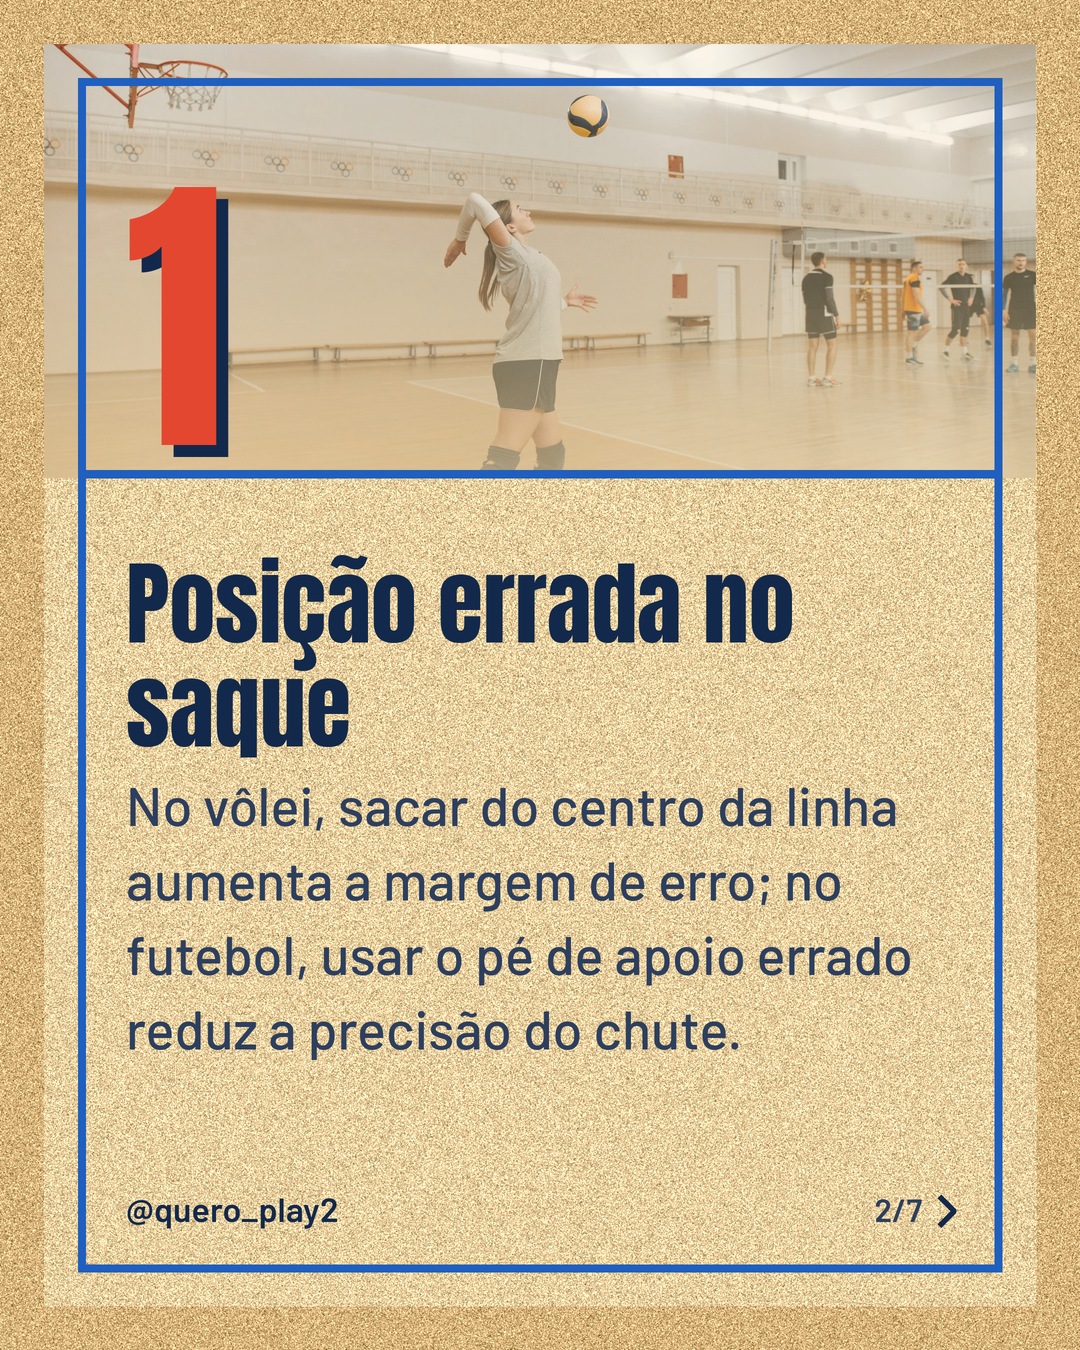 1
Posição errada no
saque
No vôlei, sacar do centro da linha
aumenta a margem de erro; no
futebol, usar o pé de apoio errado
reduz a precisão do chute.
@quero_play2
2/7